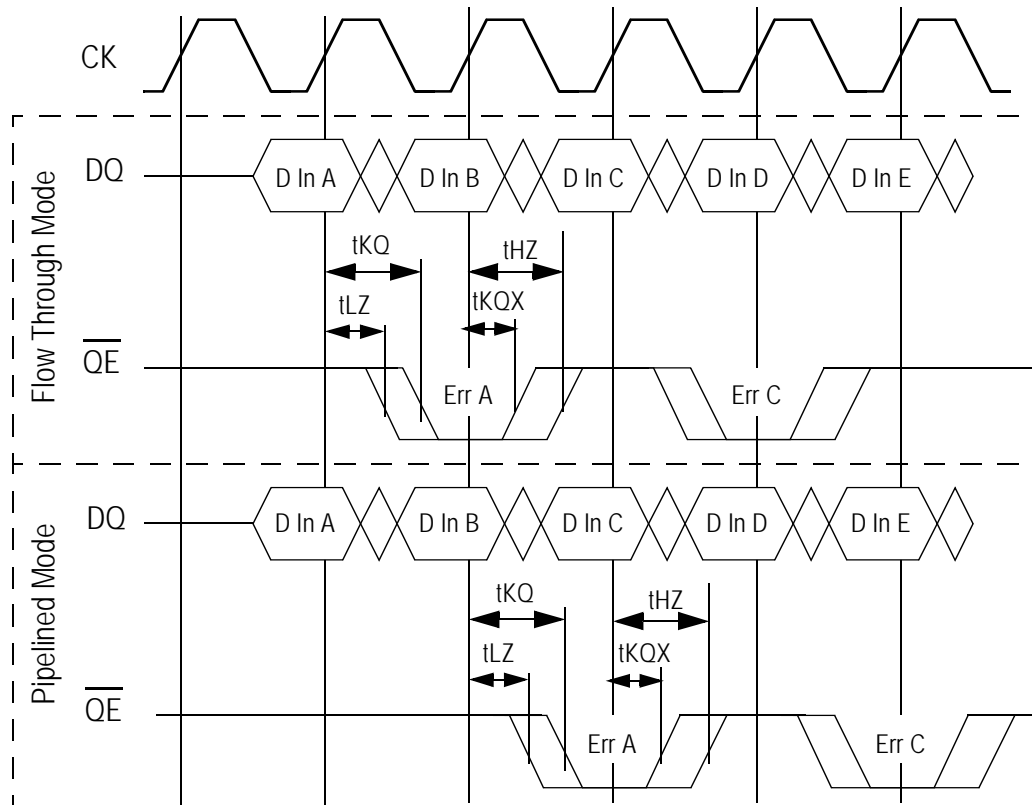 CK
Flow Through Mode
DQ
D In A
D In B
D In C
D In D
D In E
tKQ
tHZ
tLZ
tKQX
QE
Err A
Err C
Pipelined Mode
DQ
D In A
D In B
D In C
D In D
D In E
tKQ
tHZ
tLZ
tKQX
QE
Err A
Err C